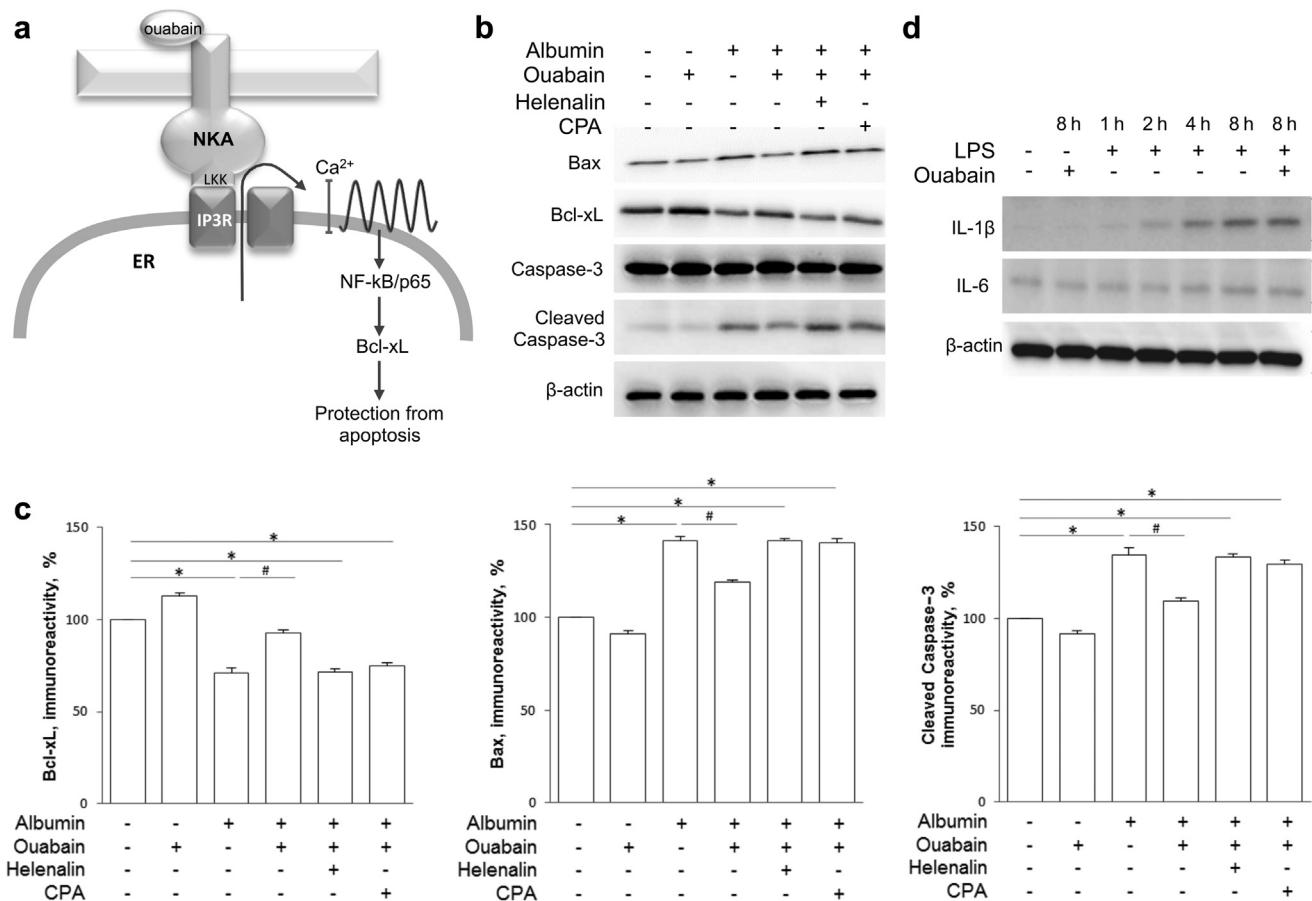 a
ouabain
NKA
LKK
IP3R
Ca²⁺
ER
NF-kB/p65
Bcl-xL
Protection from
apoptosis
b
Albumin - - + + + +
Ouabain - + - + + +
Helenalin - - - - + -
CPA - - - - - +
Bax
Bcl-xL
Caspase-3
Cleaved
Caspase-3
β-actin
d
8 h 1 h 2 h 4 h 8 h 8 h
LPS - - + + + + +
Ouabain - + - - - - +
IL-1β
IL-6
β-actin
c
Bcl-xL, immunoreactivity, %
150
100
50
0
* * * #
Albumin - - + + + +
Ouabain - + - + + +
Helenalin - - - - + -
CPA - - - - - +
Bax, immunoreactivity, %
150
100
50
0
* * * #
Albumin - - + + + +
Ouabain - + - + + +
Helenalin - - - - + -
CPA - - - - - +
Cleaved Caspase-3
immunoreactivity, %
150
100
50
0
* * * #
Albumin - - + + + +
Ouabain - + - + + +
Helenalin - - - - + -
CPA - - - - - +